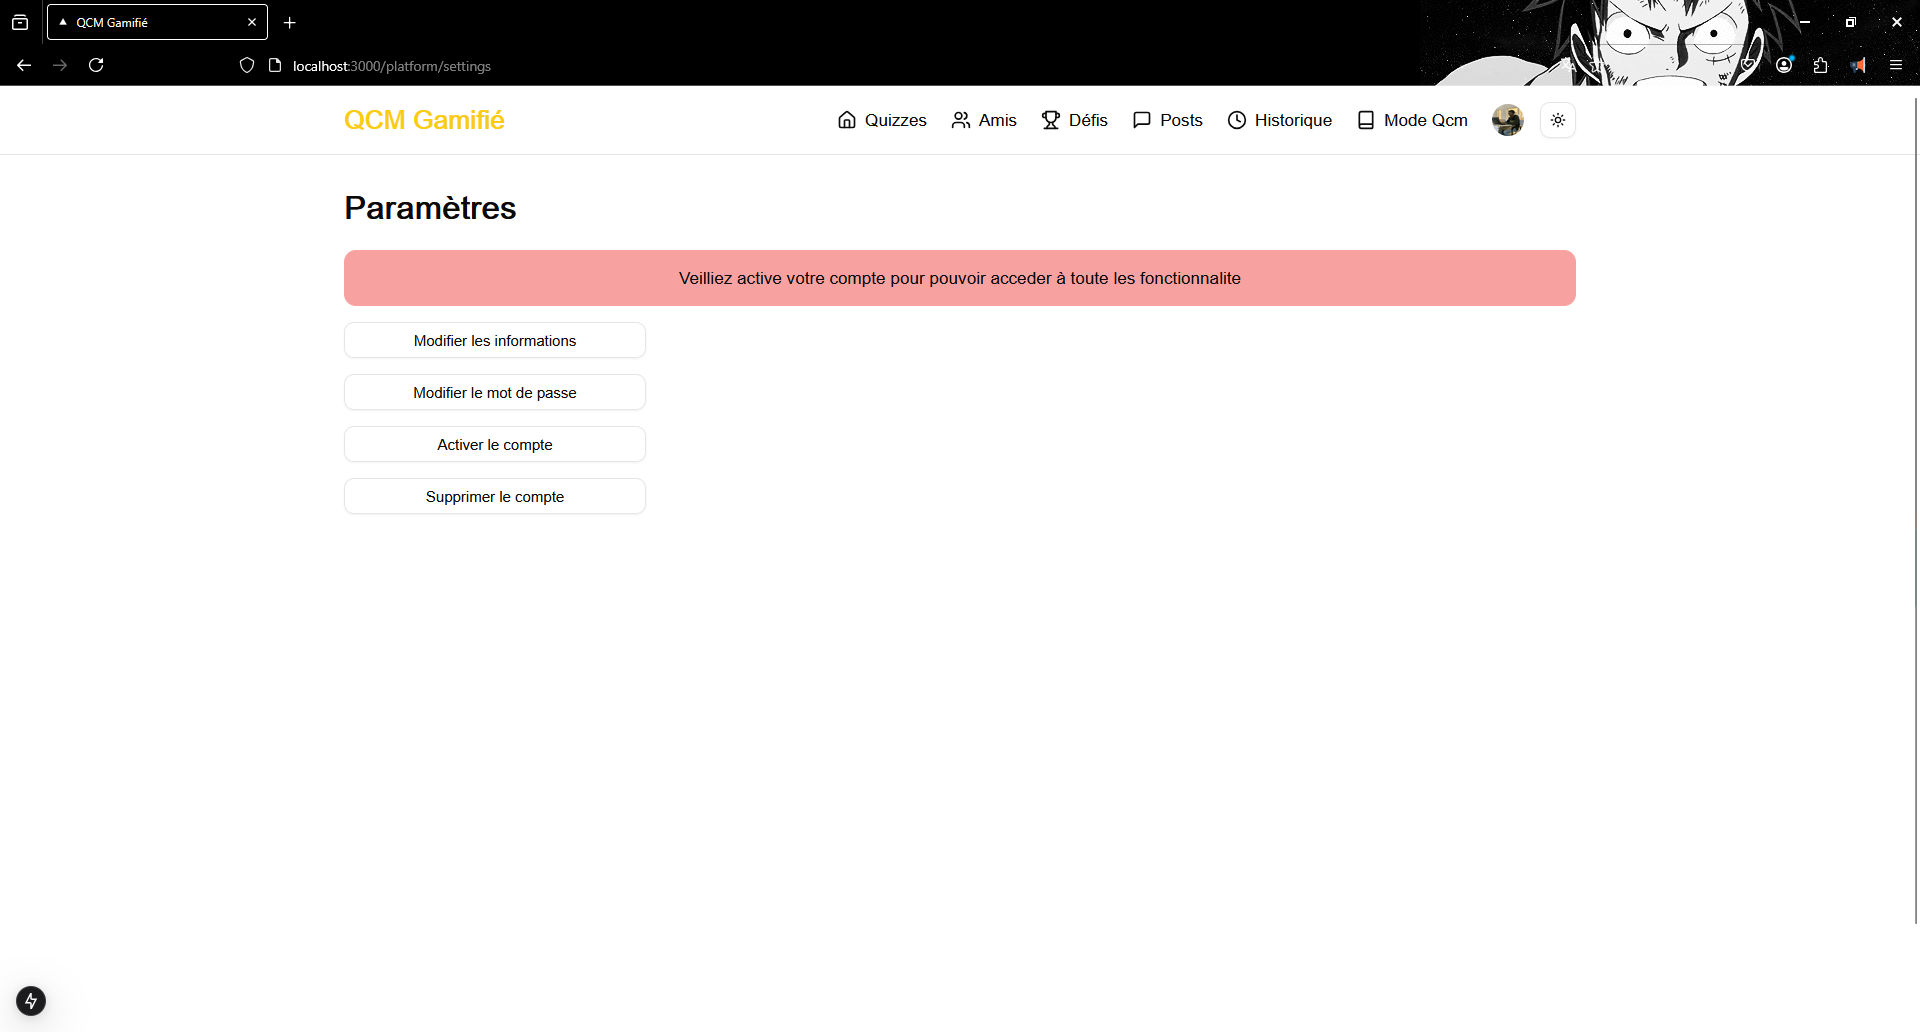 QCM Gamifié
localhost:3000/platform/settings
QCM Gamifié
Quizzes Amis Défis Posts Historique Mode Qcm
Paramètres
Veilliez active votre compte pour pouvoir acceder à toute les fonctionnalite
Modifier les informations
Modifier le mot de passe
Activer le compte
Supprimer le compte